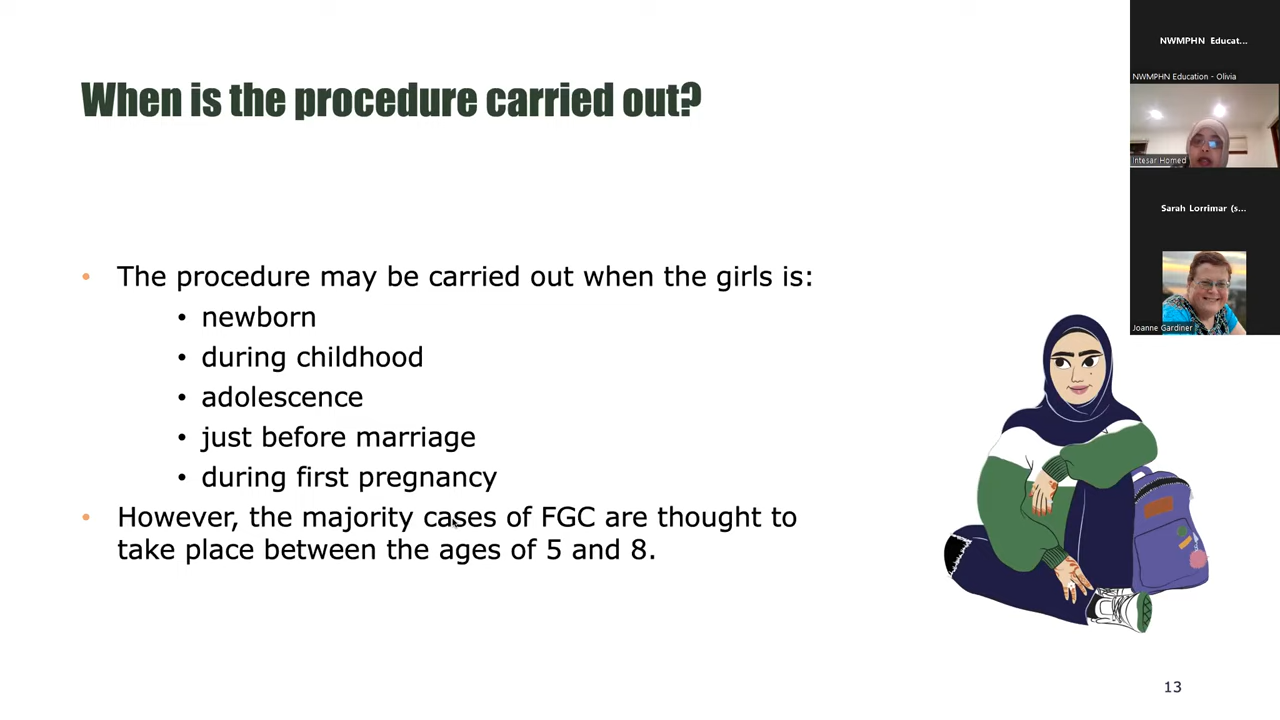 When is the procedure carried out?
• The procedure may be carried out when the girls is:
• newborn
• during childhood
• adolescence
• just before marriage
• during first pregnancy
• However, the majority cases of FGC are thought to
take place between the ages of 5 and 8.
13
NWMPHN Educat...
NWMPHN Education - Olivia
Intesar Homed
Sarah Lorrimar (s...
Joanne Gardiner